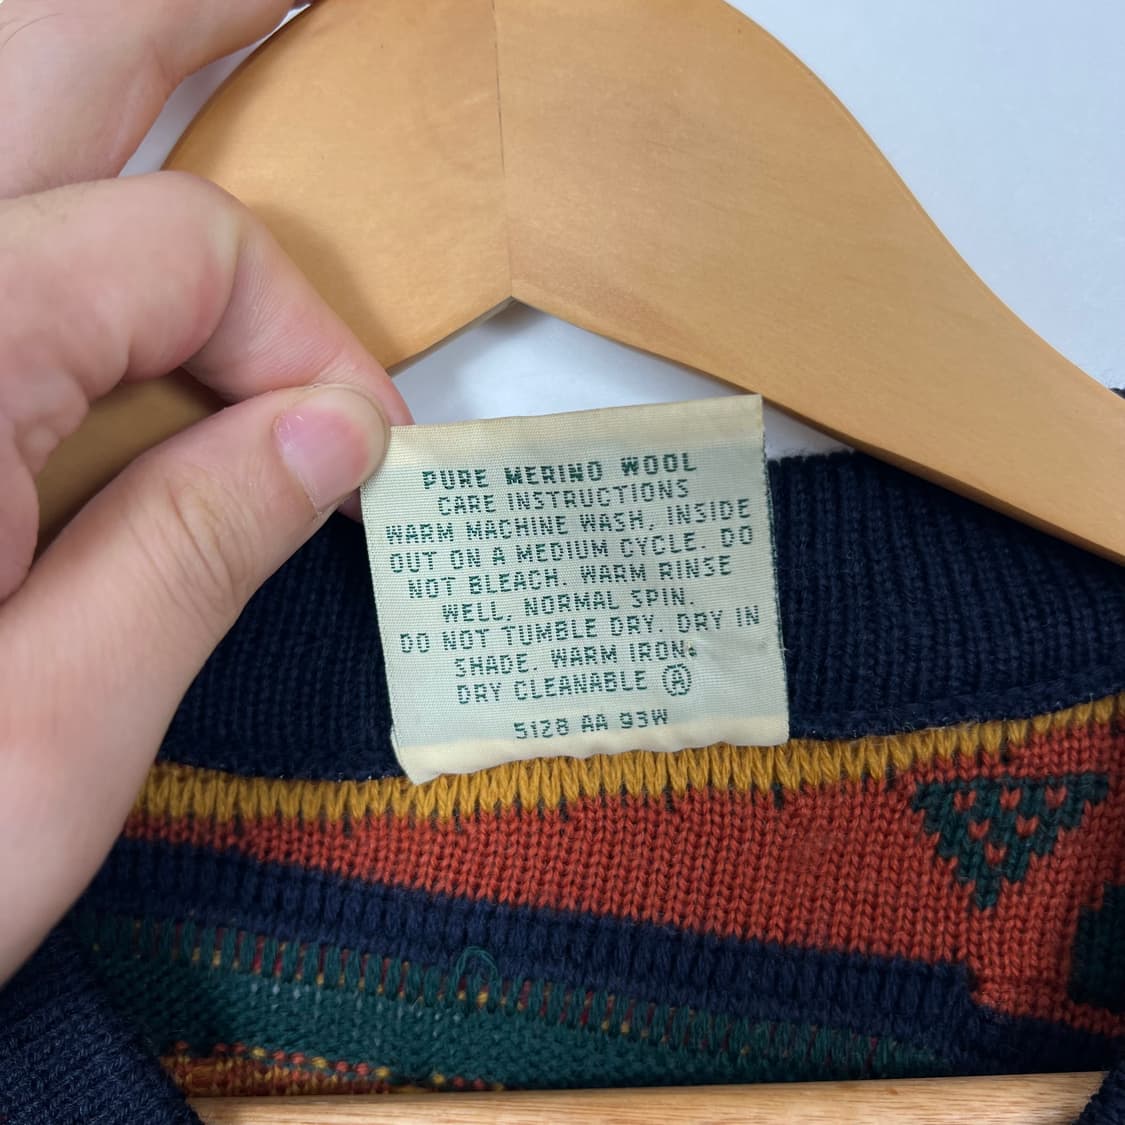 PURE MERINO WOOL
CARE INSTRUCTIONS
WARM MACHINE WASH, INSIDE
OUT ON A MEDIUM CYCLE. DO
NOT BLEACH. WARM RINSE
WELL, NORMAL SPIN.
DO NOT TUMBLE DRY. DRY IN
SHADE. WARM IRON.
DRY CLEANABLE Ⓐ
5128 AA 93W